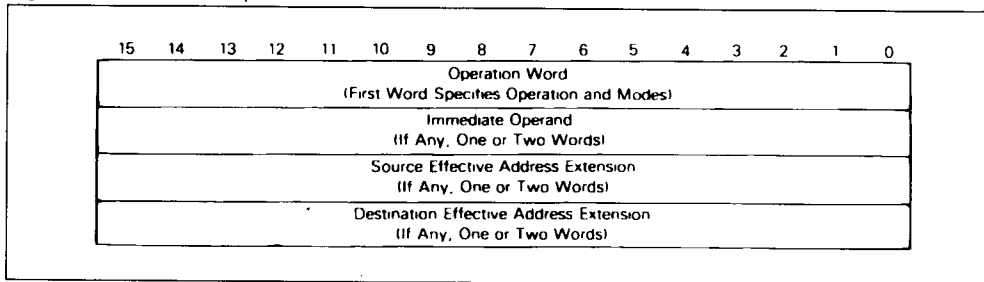 15 14 13 12 11 10 9 8 7 6 5 4 3 2 1 0
Operation Word
(First Word Specifies Operation and Modes)
Immediate Operand
(If Any, One or Two Words)
Source Effective Address Extension
(If Any, One or Two Words)
Destination Effective Address Extension
(If Any, One or Two Words)